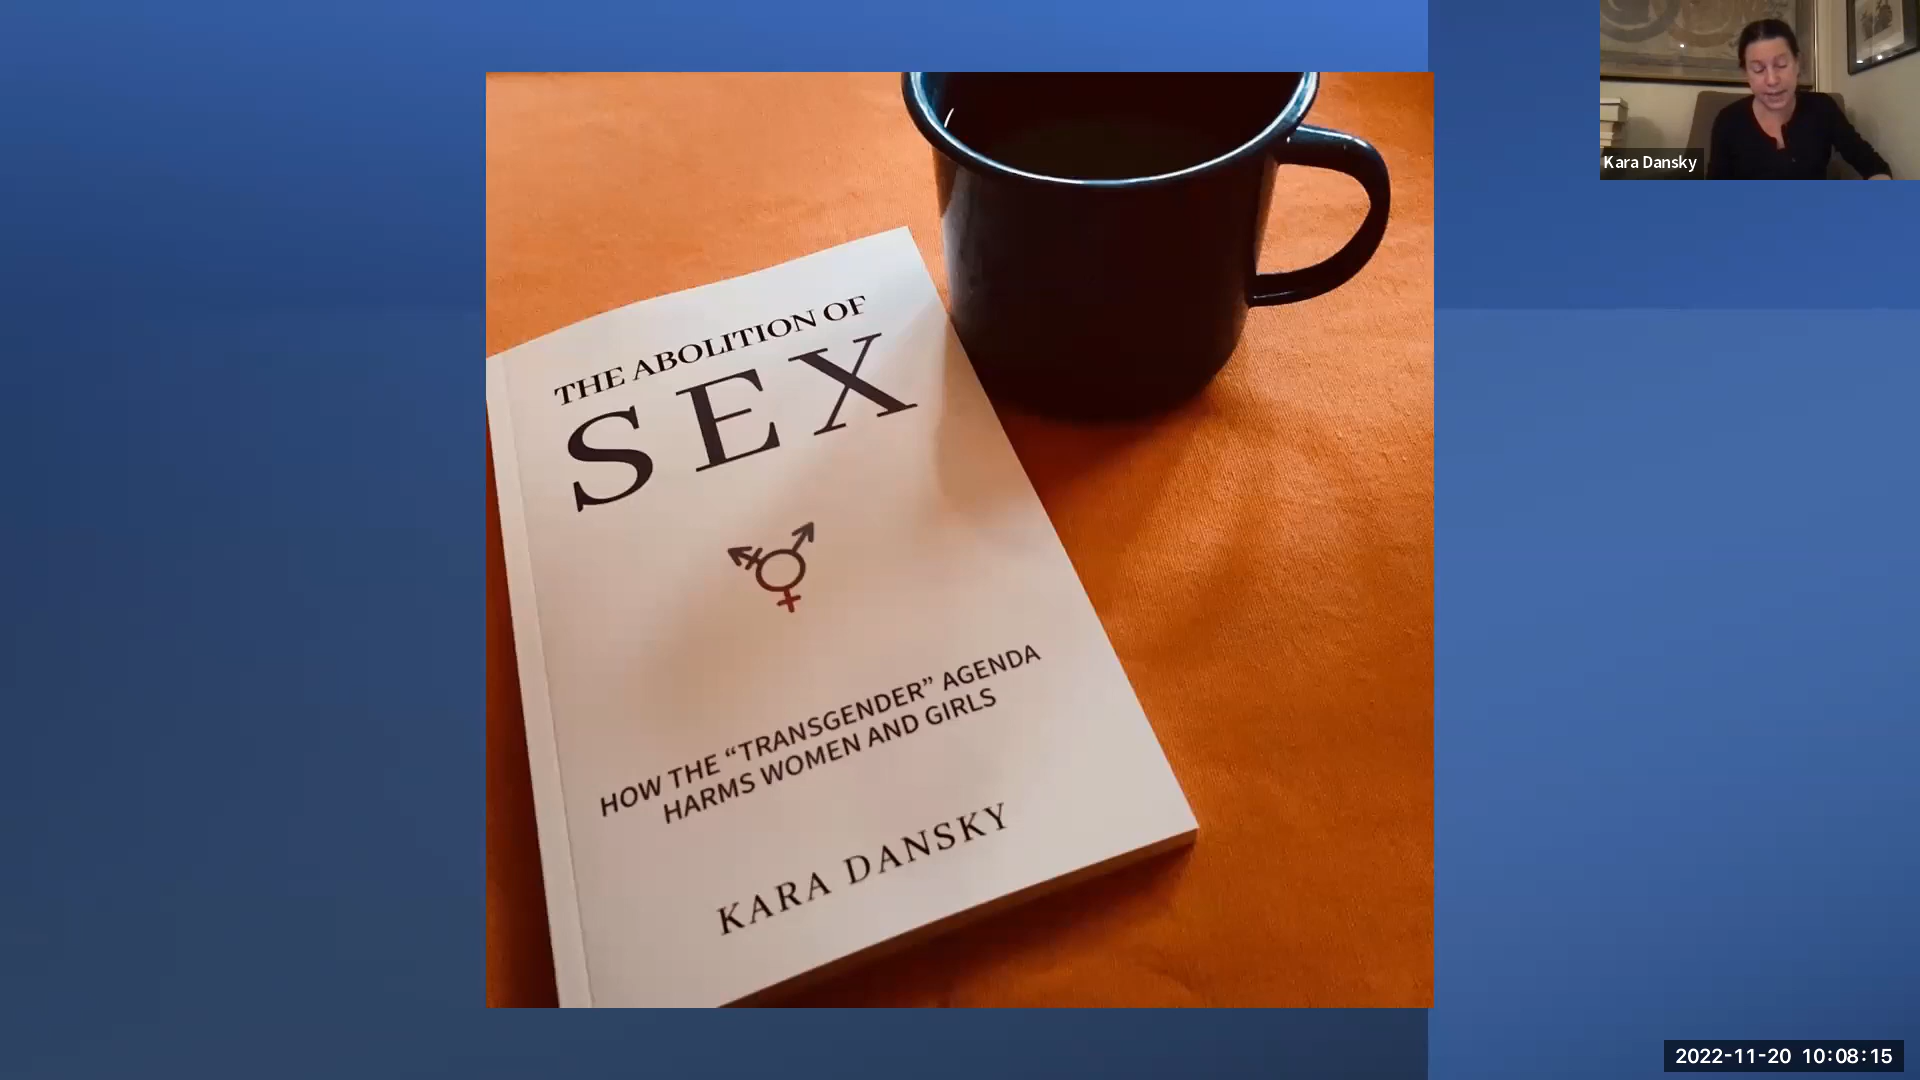 THE ABOLITION OF
SEX
HOW THE “TRANSGENDER” AGENDA
HARMS WOMEN AND GIRLS
KARA DANSKY
Kara Dansky
2022-11-20 10:08:15